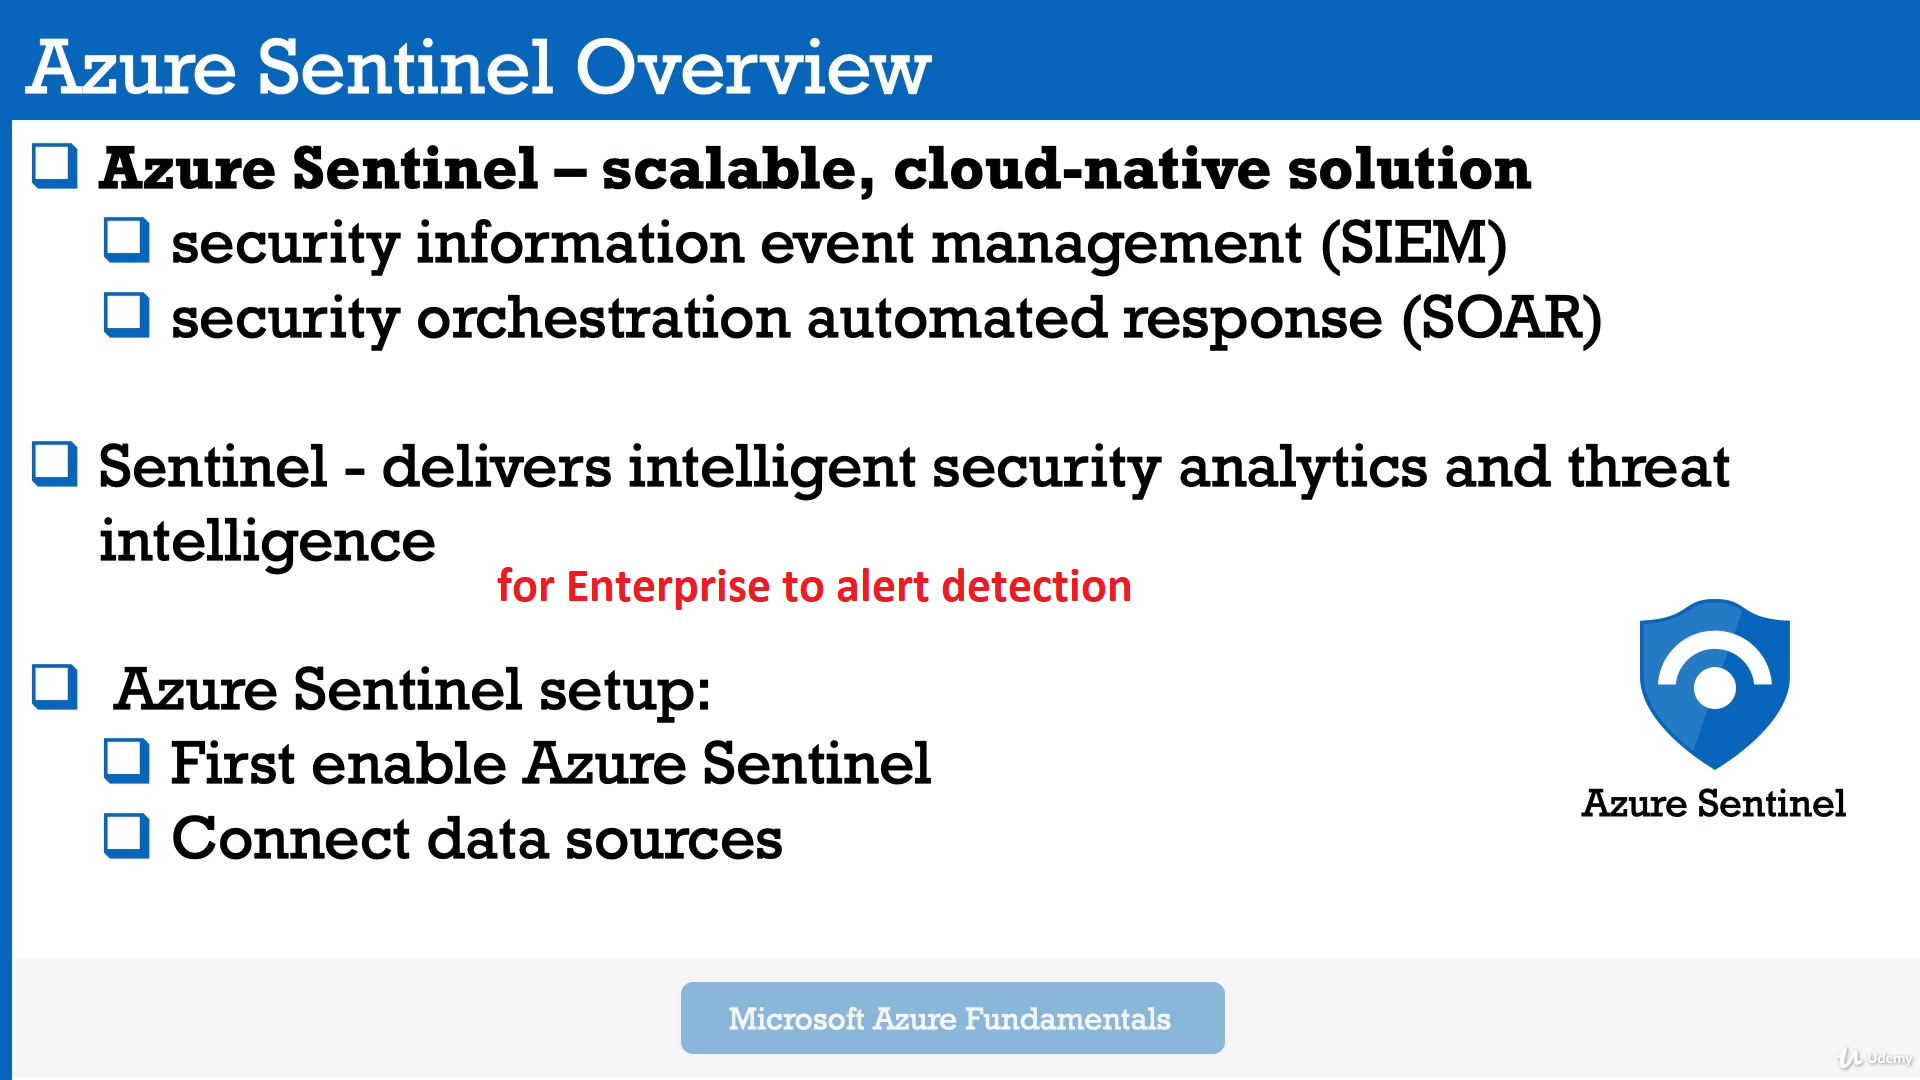 Azure Sentinel Overview
Azure Sentinel – scalable, cloud-native solution
security information event management (SIEM)
security orchestration automated response (SOAR)
Sentinel - delivers intelligent security analytics and threat
intelligence
for Enterprise to alert detection
Azure Sentinel setup:
First enable Azure Sentinel
Connect data sources
Azure Sentinel
Microsoft Azure Fundamentals
Udemy